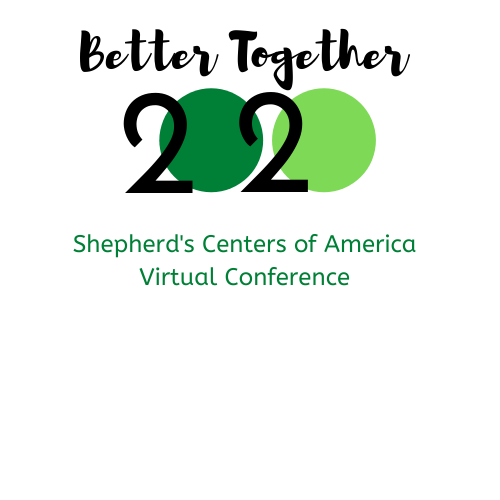 Better Together
2020
Shepherd's Centers of America
Virtual Conference